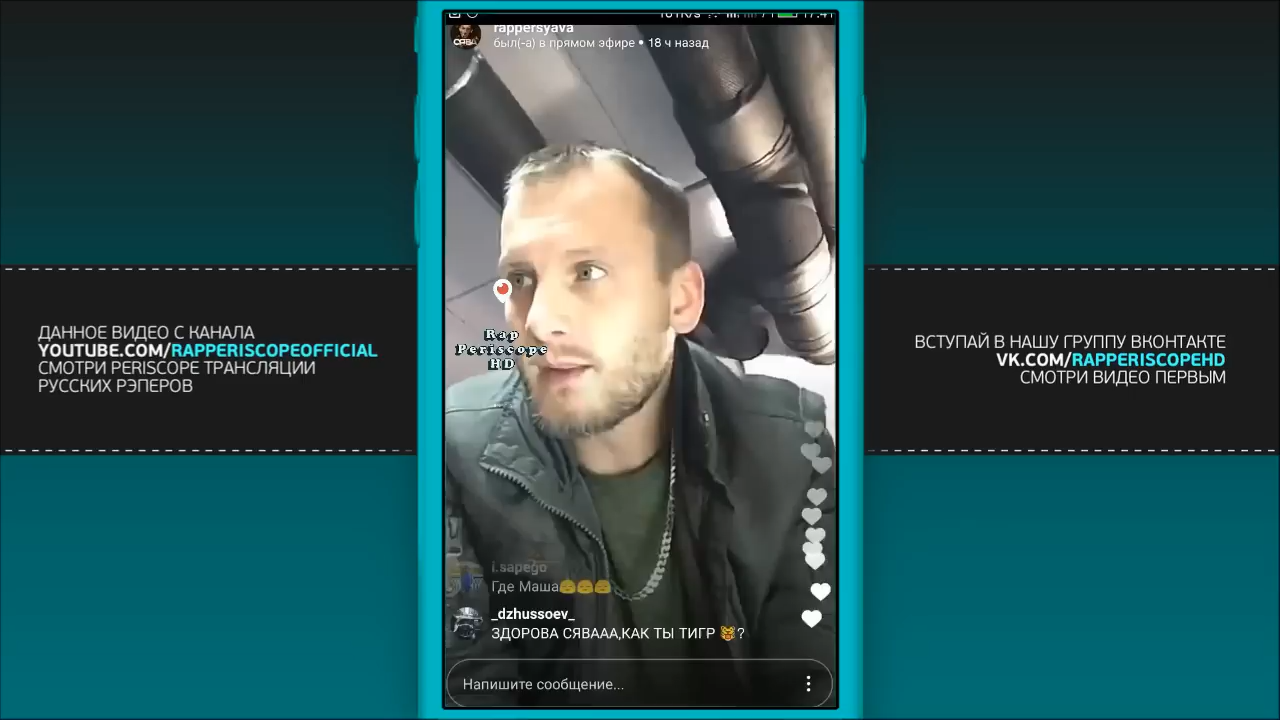 rappersyava
был(-а) в прямом эфире • 18 ч назад
ДАННОЕ ВИДЕО С КАНАЛА
YOUTUBE.COM/RAPPERISCOPEOFFICIAL
СМОТРИ PERISCOPE ТРАНСЛЯЦИИ
РУССКИХ РЭПЕРОВ
Rap
Periscope
HD
ВСТУПАЙ В НАШУ ГРУППУ ВКОНТАКТЕ
VK.COM/RAPPERISCOPEHD
СМОТРИ ВИДЕО ПЕРВЫМ
i.sapego
Где Маша😑😑😑
_dzhussoev_
ЗДОРОВА СЯВААА,КАК ТЫ ТИГР 🐯?
Напишите сообщение...